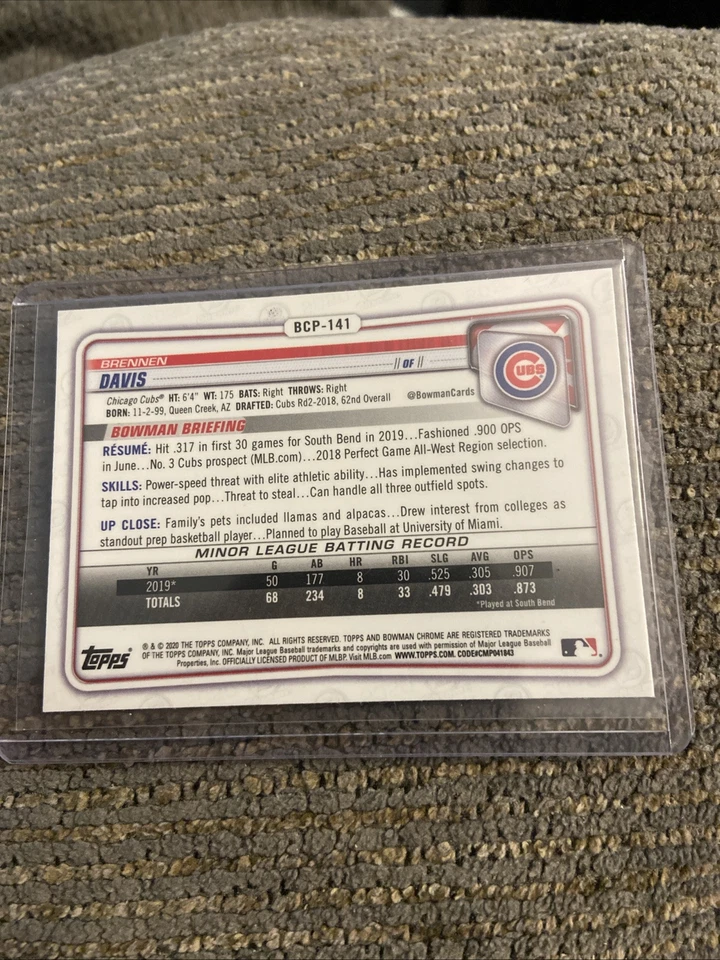 BCP-141
BRENNEN
DAVIS
// OF //
Chicago Cubs® HT: 6'4" WT: 175 BATS: Right THROWS: Right
@BowmanCards
BORN: 11-2-99, Queen Creek, AZ DRAFTED: Cubs Rd2-2018, 62nd Overall
CUBS
BOWMAN BRIEFING
RÉSUMÉ: Hit .317 in first 30 games for South Bend in 2019...Fashioned .900 OPS
in June...No. 3 Cubs prospect (MLB.com)...2018 Perfect Game All-West Region selection.
SKILLS: Power-speed threat with elite athletic ability...Has implemented swing changes to
tap into increased pop...Threat to steal...Can handle all three outfield spots.
UP CLOSE: Family's pets included llamas and alpacas...Drew interest from colleges as
standout prep basketball player...Planned to play Baseball at University of Miami.
MINOR LEAGUE BATTING RECORD
YR G AB HR RBI SLG AVG OPS
2019* 50 177 8 30 .525 .305 .907
TOTALS 68 234 8 33 .479 .303 .873
*Played at South Bend
TOPPS®
® & © 2020 THE TOPPS COMPANY, INC. ALL RIGHTS RESERVED. TOPPS AND BOWMAN CHROME ARE REGISTERED TRADEMARKS
OF THE TOPPS COMPANY, INC. Major League Baseball trademarks and copyrights are used with permission of Major League Baseball
Properties, Inc. OFFICIALLY LICENSED PRODUCT OF MLBP. Visit MLB.com WWW.TOPPS.COM. CODE#CMP041843